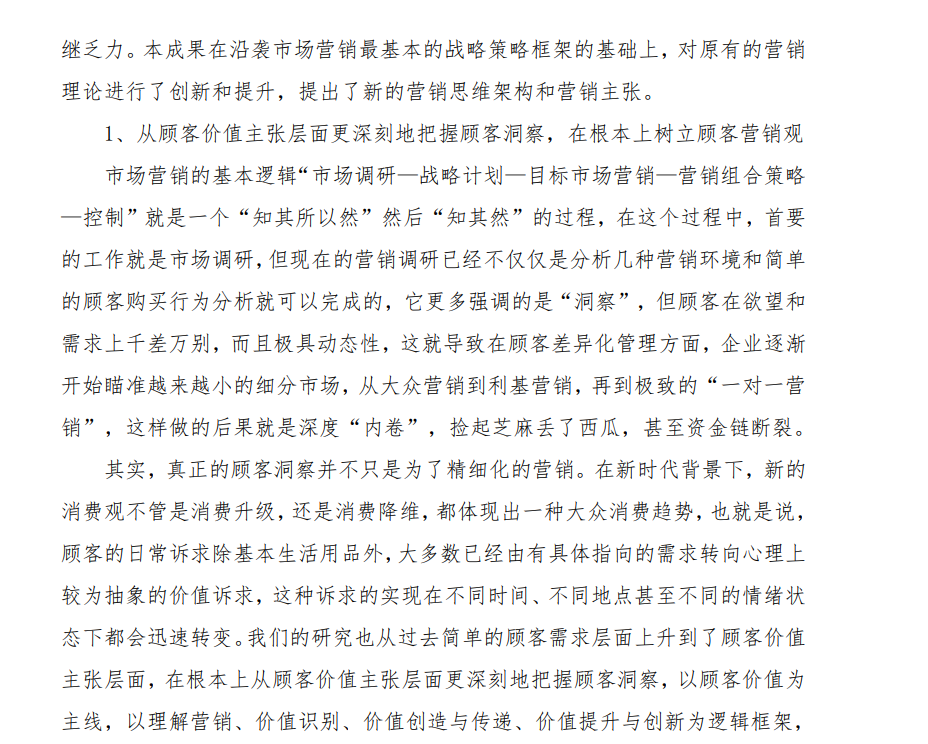 继乏力。本成果在沿袭市场营销最基本的战略策略框架的基础上，对原有的营销
理论进行了创新和提升，提出了新的营销思维架构和营销主张。
1、从顾客价值主张层面更深刻地把握顾客洞察，在根本上树立顾客营销观
市场营销的基本逻辑“市场调研—战略计划—目标市场营销—营销组合策略
—控制”就是一个“知其所以然”然后“知其然”的过程，在这个过程中，首要
的工作就是市场调研，但现在的营销调研已经不仅仅是分析几种营销环境和简单
的顾客购买行为分析就可以完成的，它更多强调的是“洞察”，但顾客在欲望和
需求上千差万别，而且极具动态性，这就导致在顾客差异化管理方面，企业逐渐
开始瞄准越来越小的细分市场，从大众营销到利基营销，再到极致的“一对一营
销”，这样做的后果就是深度“内卷”，捡起芝麻丢了西瓜，甚至资金链断裂。
其实，真正的顾客洞察并不只是为了精细化的营销。在新时代背景下，新的
消费观不管是消费升级，还是消费降维，都体现出一种大众消费趋势，也就是说，
顾客的日常诉求除基本生活用品外，大多数已经由有具体指向的需求转向心理上
较为抽象的价值诉求，这种诉求的实现在不同时间、不同地点甚至不同的情绪状
态下都会迅速转变。我们的研究也从过去简单的顾客需求层面上升到了顾客价值
主张层面，在根本上从顾客价值主张层面更深刻地把握顾客洞察，以顾客价值为
主线，以理解营销、价值识别、价值创造与传递、价值提升与创新为逻辑框架，